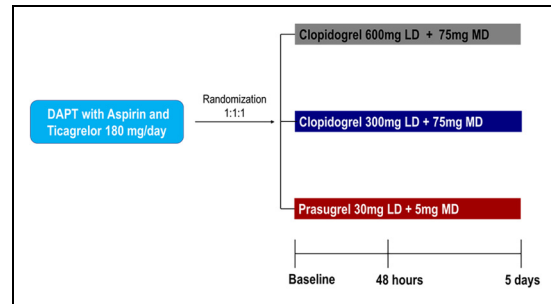 Clopidogrel 600mg LD + 75mg MD
DAPT with Aspirin and
Ticagrelor 180 mg/day
Randomization
1:1:1
Clopidogrel 300mg LD + 75mg MD
Prasugrel 30mg LD + 5mg MD
Baseline
48 hours
5 days